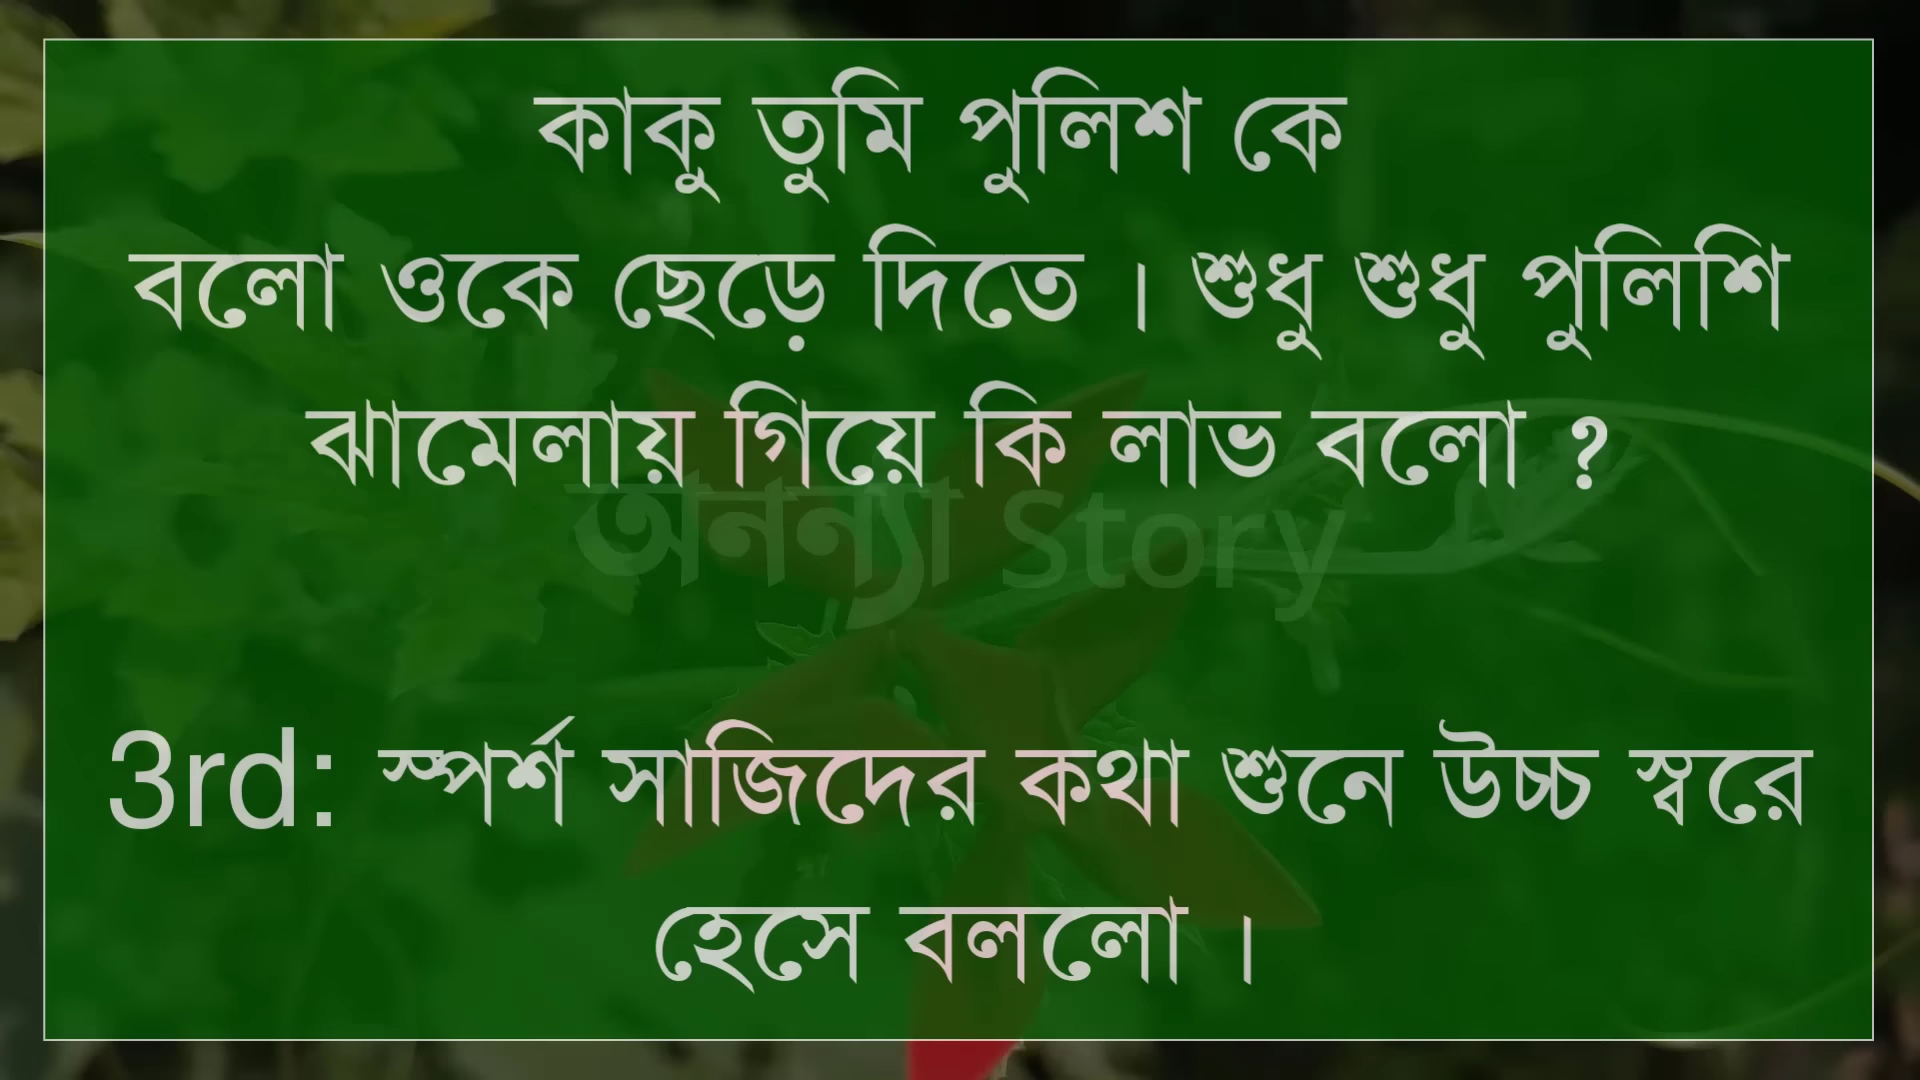 কাকু তুমি পুলিশ কে
বলো ওকে ছেড়ে দিতে । শুধু শুধু পুলিশি
ঝামেলায় গিয়ে কি লাভ বলো ?
অনন্যা Story
3rd: স্পর্শ সাজিদের কথা শুনে উচ্চ স্বরে
হেসে বললো ।